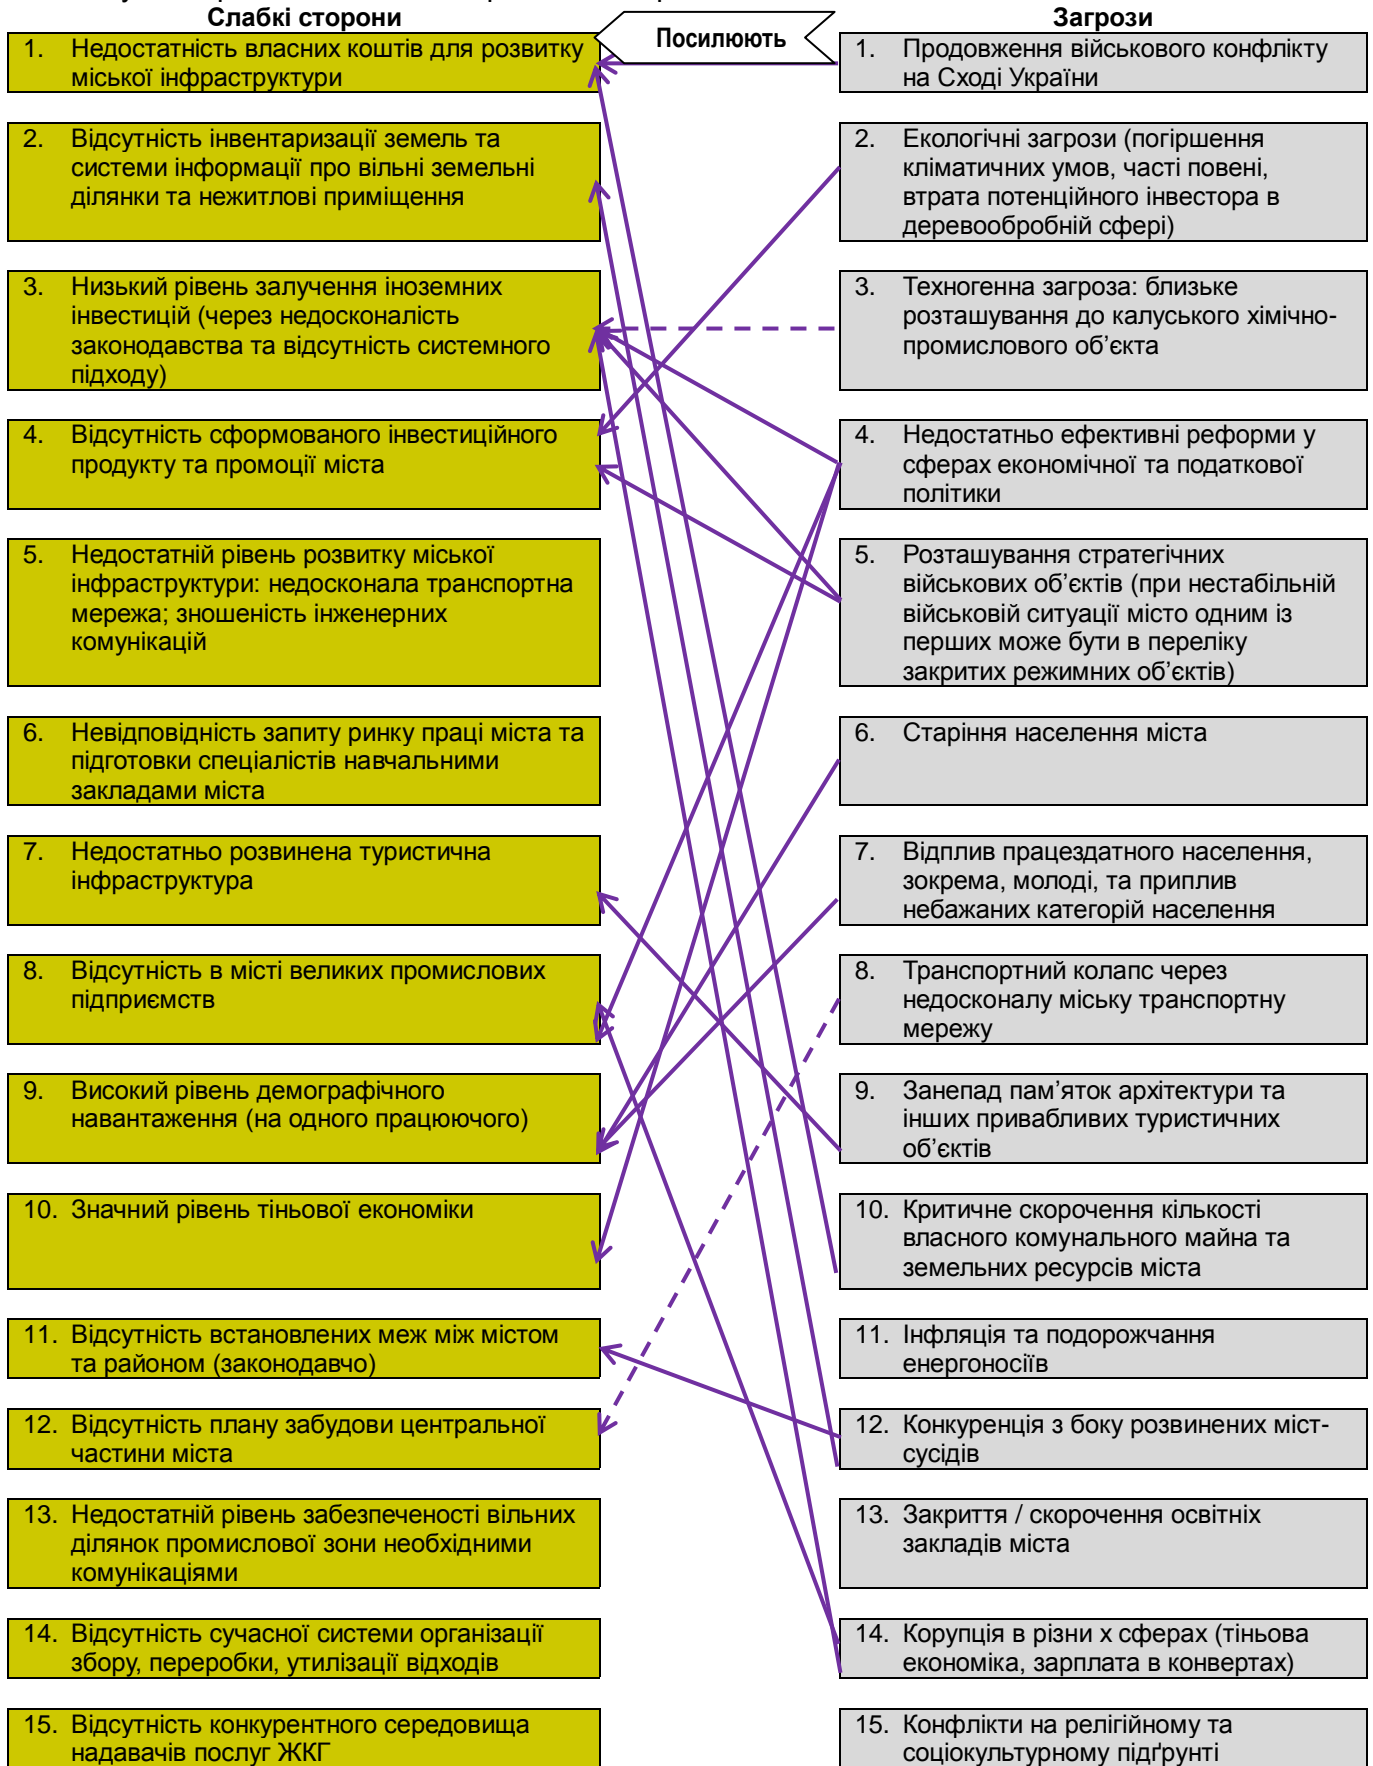 Слабкі сторони
Посилюють
Загрози
1. Недостатність власних коштів для розвитку
міської інфраструктури
1. Продовження військового конфлікту
на Сході України
2. Відсутність інвентаризації земель та
системи інформації про вільні земельні
ділянки та нежитлові приміщення
2. Екологічні загрози (погіршення
кліматичних умов, часті повені,
втрата потенційного інвестора в
деревообробній сфері)
3. Низький рівень залучення іноземних
інвестицій (через недосконалість
законодавства та відсутність системного
підходу)
3. Техногенна загроза: близьке
розташування до калуського хімічно-
промислового об’єкта
4. Відсутність сформованого інвестиційного
продукту та промоції міста
4. Недостатньо ефективні реформи у
сферах економічної та податкової
політики
5. Недостатній рівень розвитку міської
інфраструктури: недосконала транспортна
мережа; зношеність інженерних
комунікацій
5. Розташування стратегічних
військових об’єктів (при нестабільній
військовій ситуації місто одним із
перших може бути в переліку
закритих режимних об’єктів)
6. Невідповідність запиту ринку праці міста та
підготовки спеціалістів навчальними
закладами міста
6. Старіння населення міста
7. Недостатньо розвинена туристична
інфраструктура
7. Відплив працездатного населення,
зокрема, молоді, та приплив
небажаних категорій населення
8. Відсутність в місті великих промислових
підприємств
8. Транспортний колапс через
недосконалу міську транспортну
мережу
9. Високий рівень демографічного
навантаження (на одного працюючого)
9. Занепад пам’яток архітектури та
інших привабливих туристичних
об’єктів
10. Значний рівень тіньової економіки
10. Критичне скорочення кількості
власного комунального майна та
земельних ресурсів міста
11. Відсутність встановлених меж між містом
та районом (законодавчо)
11. Інфляція та подорожчання
енергоносіїв
12. Відсутність плану забудови центральної
частини міста
12. Конкуренція з боку розвинених міст-
сусідів
13. Недостатній рівень забезпеченості вільних
ділянок промислової зони необхідними
комунікаціями
13. Закриття / скорочення освітніх
закладів міста
14. Відсутність сучасної системи організації
збору, переробки, утилізації відходів
14. Корупція в різни х сферах (тіньова
економіка, зарплата в конвертах)
15. Відсутність конкурентного середовища
надавачів послуг ЖКГ
15. Конфлікти на релігійному та
соціокультурному підґрунті